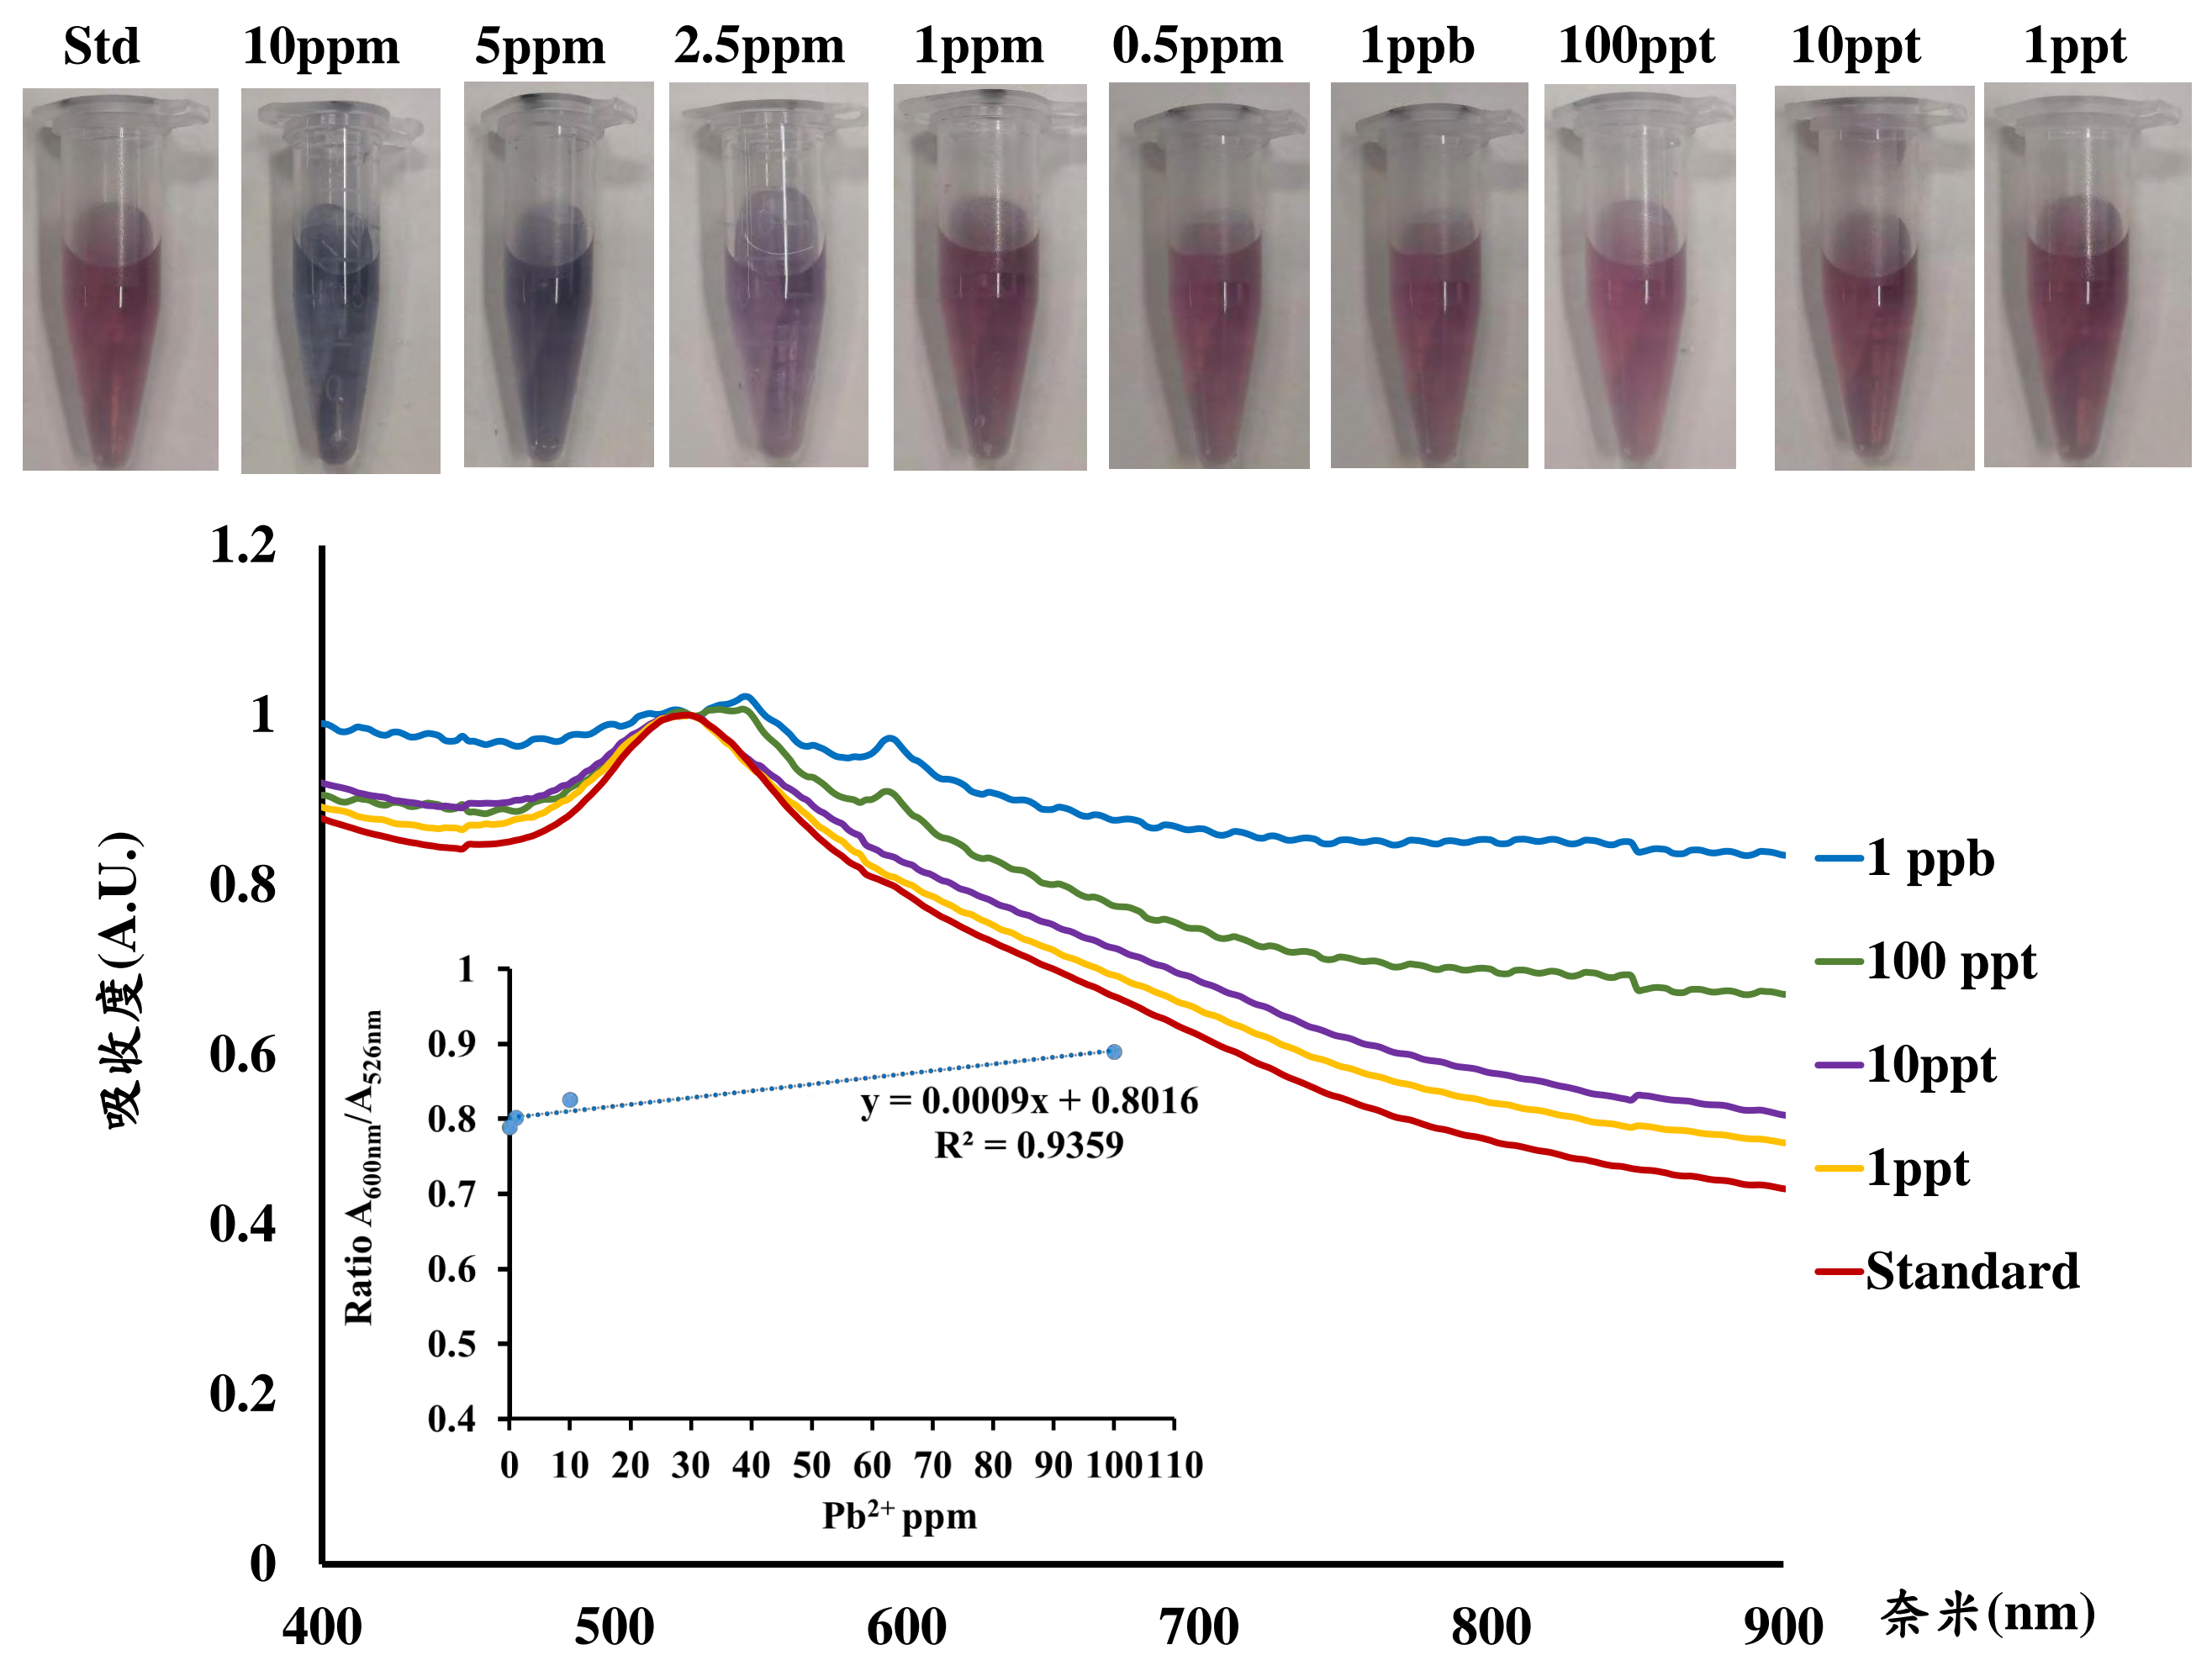 Std 10ppm 5ppm 2.5ppm 1ppm 0.5ppm 1ppb 100ppt 10ppt 1ppt
1.2
1
0.8
0.6
0.4
0.2
0
吸收度(A.U.)
400 500 600 700 800 900 奈米(nm)
1 ppb
100 ppt
10ppt
1ppt
Standard
1
0.9
0.8
0.7
0.6
0.5
0.4
Ratio A600nm/A526nm
y = 0.0009x + 0.8016
R² = 0.9359
0 10 20 30 40 50 60 70 80 90 100 110
Pb²⁺ ppm